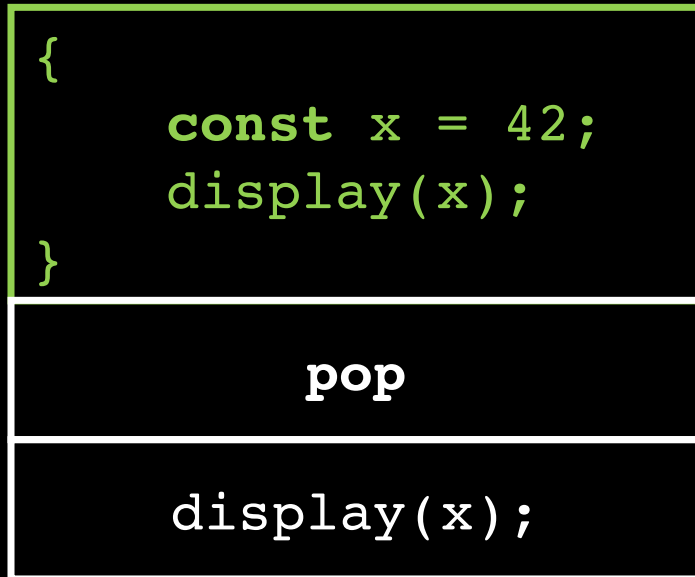 {
    const x = 42;
    display(x);
}
pop
display(x);